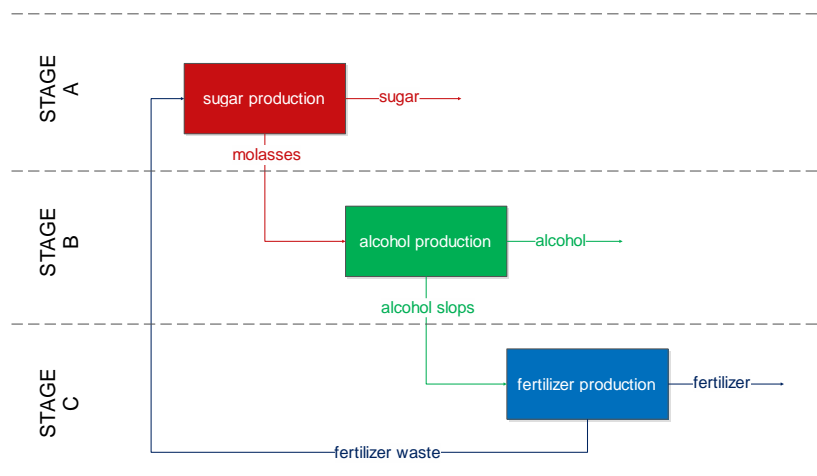 STAGE
A
sugar production
sugar
molasses
STAGE
B
alcohol production
alcohol
alcohol slops
STAGE
C
fertilizer production
fertilizer
fertilizer waste